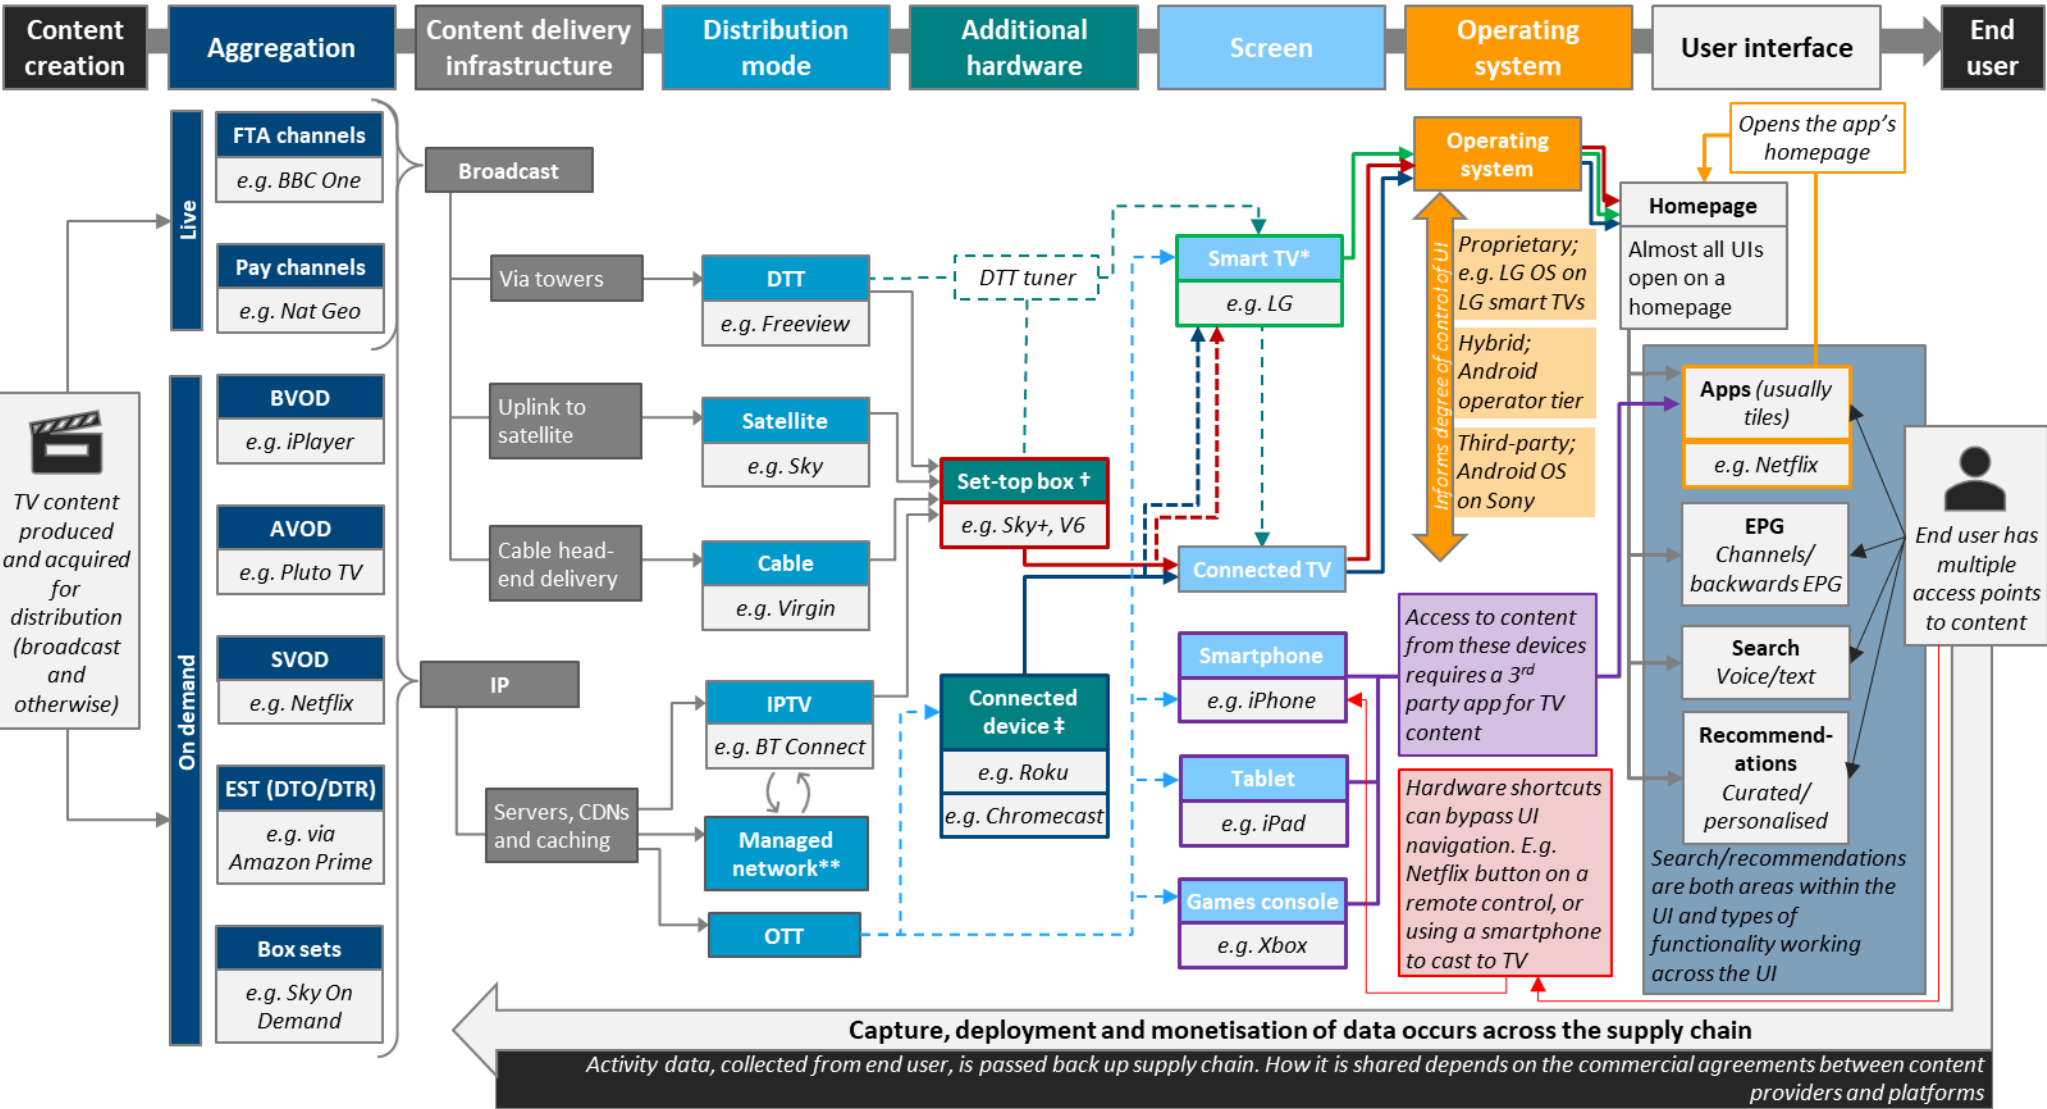 Content
creation
Aggregation
Content delivery
infrastructure
Distribution
mode
Additional
hardware
Screen
Operating
system
User interface
End
user
Live
FTA channels
e.g. BBC One
Pay channels
e.g. Nat Geo
On demand
BVOD
e.g. iPlayer
AVOD
e.g. Pluto TV
SVOD
e.g. Netflix
EST (DTO/DTR)
e.g. via
Amazon Prime
Box sets
e.g. Sky On
Demand
TV content
produced
and acquired
for
distribution
(broadcast
and
otherwise)
Broadcast
Via towers
Uplink to
satellite
Cable head-
end delivery
IP
Servers, CDNs
and caching
DTT
e.g. Freeview
Satellite
e.g. Sky
Cable
e.g. Virgin
IPTV
e.g. BT Connect
Managed
network**
OTT
DTT tuner
Set-top box †
e.g. Sky+, V6
Connected
device ‡
e.g. Roku
e.g. Chromecast
Smart TV*
e.g. LG
Connected TV
Smartphone
e.g. iPhone
Tablet
e.g. iPad
Games console
e.g. Xbox
Operating
system
Informs degree of control of UI
Proprietary;
e.g. LG OS on
LG smart TVs
Hybrid;
Android
operator tier
Third-party;
Android OS
on Sony
Access to content
from these devices
requires a 3rd
party app for TV
content
Hardware shortcuts
can bypass UI
navigation. E.g.
Netflix button on a
remote control, or
using a smartphone
to cast to TV
Opens the app's
homepage
Homepage
Almost all UIs
open on a
homepage
Apps (usually
tiles)
e.g. Netflix
EPG
Channels/
backwards EPG
Search
Voice/text
Recommend-
ations
Curated/
personalised
Search/recommendations
are both areas within the
UI and types of
functionality working
across the UI
End user has
multiple
access points
to content
Capture, deployment and monetisation of data occurs across the supply chain
Activity data, collected from end user, is passed back up supply chain. How it is shared depends on the commercial agreements between content
providers and platforms